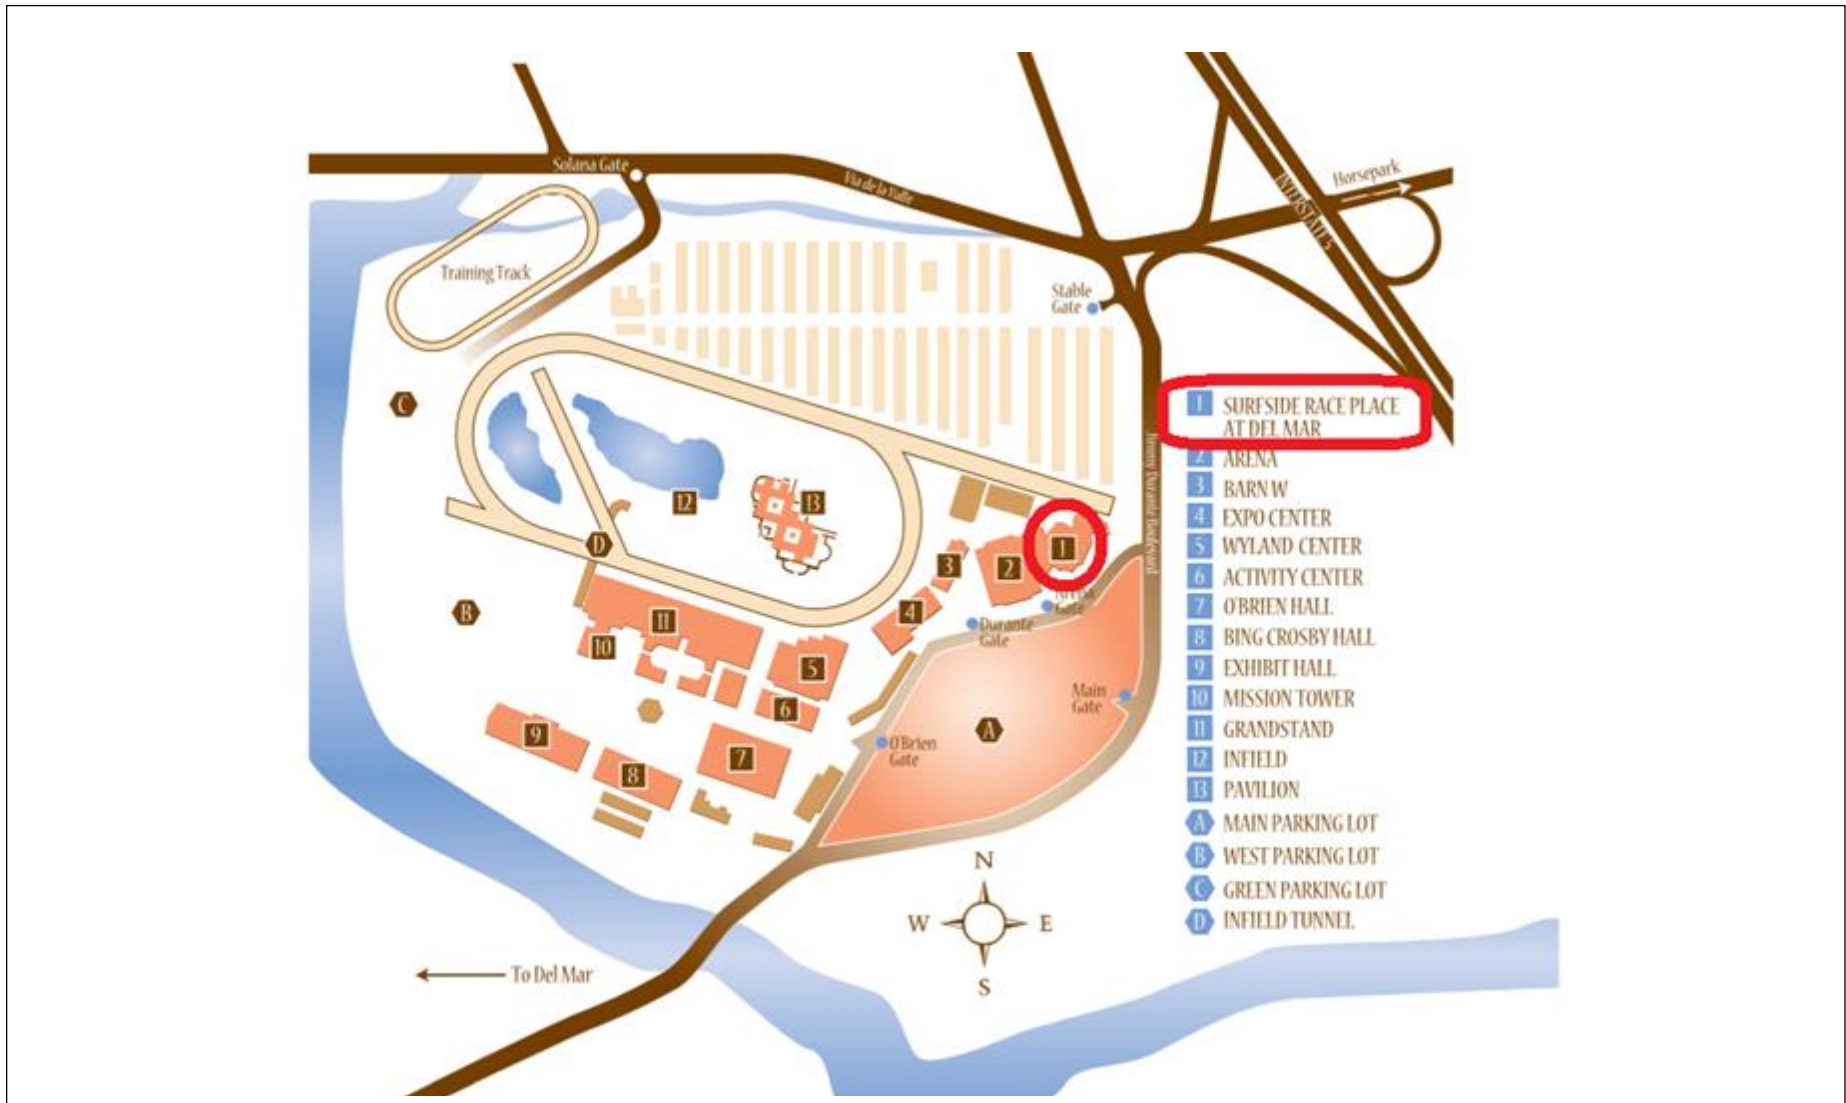 Solana Gate
Via de la Valle
Horsepark
INTERSTATE 5
Training Track
Stable
Gate
C
1 SURFSIDE RACE PLACE
AT DEL MAR
Jimmy Durante Boulevard
2 ARENA
3 BARN W
4 EXPO CENTER
5 WYLAND CENTER
6 ACTIVITY CENTER
7 O'BRIEN HALL
8 BING CROSBY HALL
9 EXHIBIT HALL
10 MISSION TOWER
11 GRANDSTAND
12 INFIELD
13 PAVILION
A MAIN PARKING LOT
B WEST PARKING LOT
C GREEN PARKING LOT
D INFIELD TUNNEL
12
13
D
1
3
2
Arena
Gate
B
4
11
Durante
Gate
10
5
Main
Gate
6
A
9
O'Brien
Gate
7
8
N
W E
S
To Del Mar